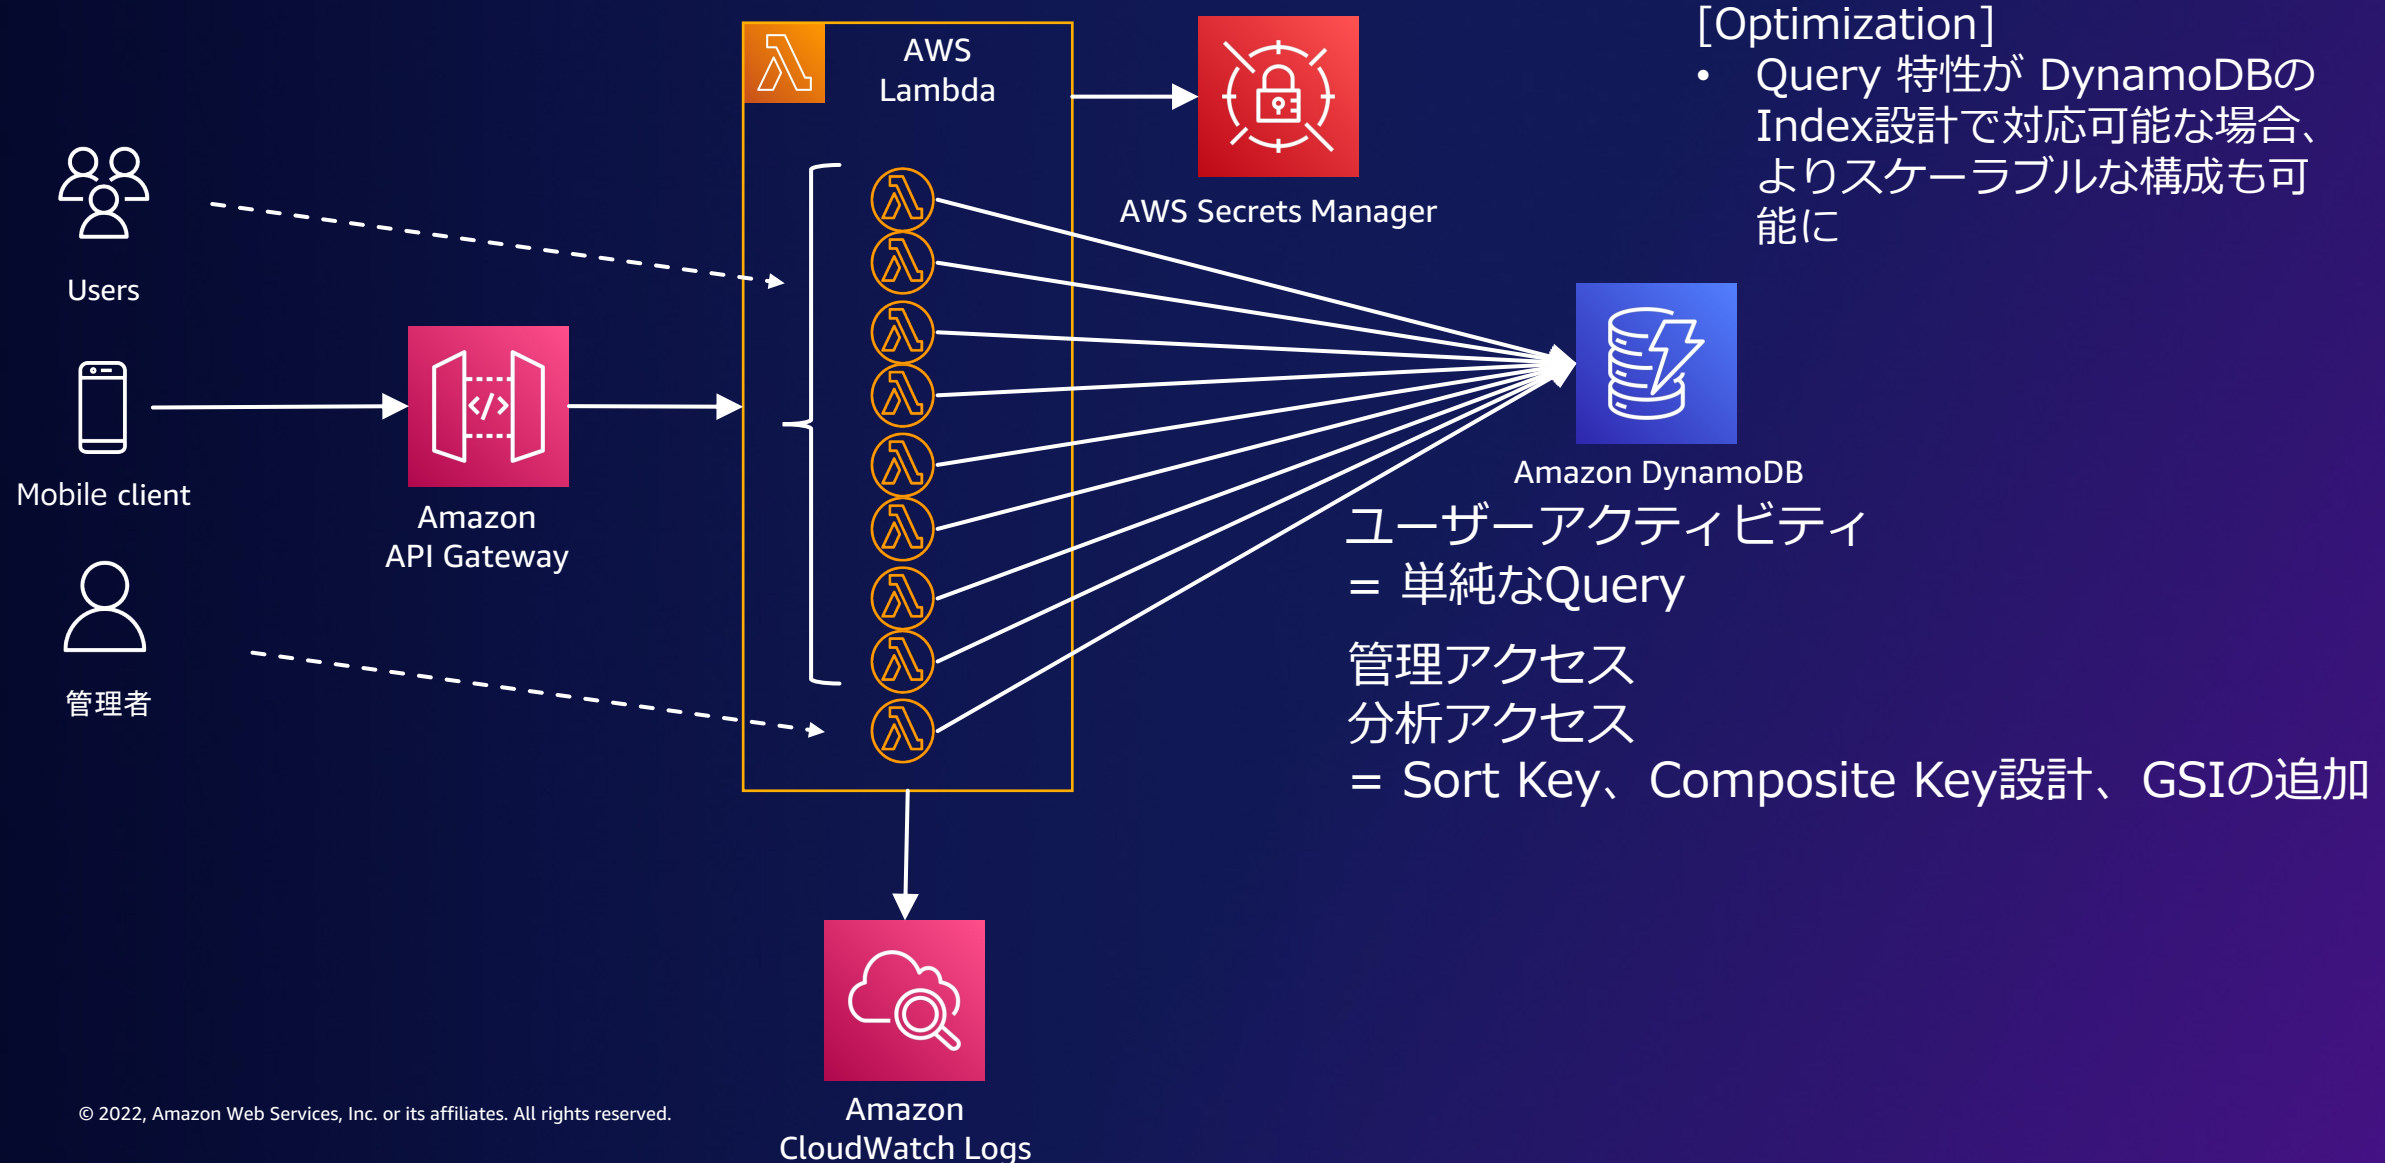 [Optimization]
• Query 特性が DynamoDBの
Index設計で対応可能な場合、
よりスケーラブルな構成も可
能に
AWS
Lambda
AWS Secrets Manager
Users
Mobile client
Amazon
API Gateway
管理者
Amazon DynamoDB
ユーザーアクティビティ
= 単純なQuery
管理アクセス
分析アクセス
= Sort Key、Composite Key設計、GSIの追加
Amazon
CloudWatch Logs
© 2022, Amazon Web Services, Inc. or its affiliates. All rights reserved.